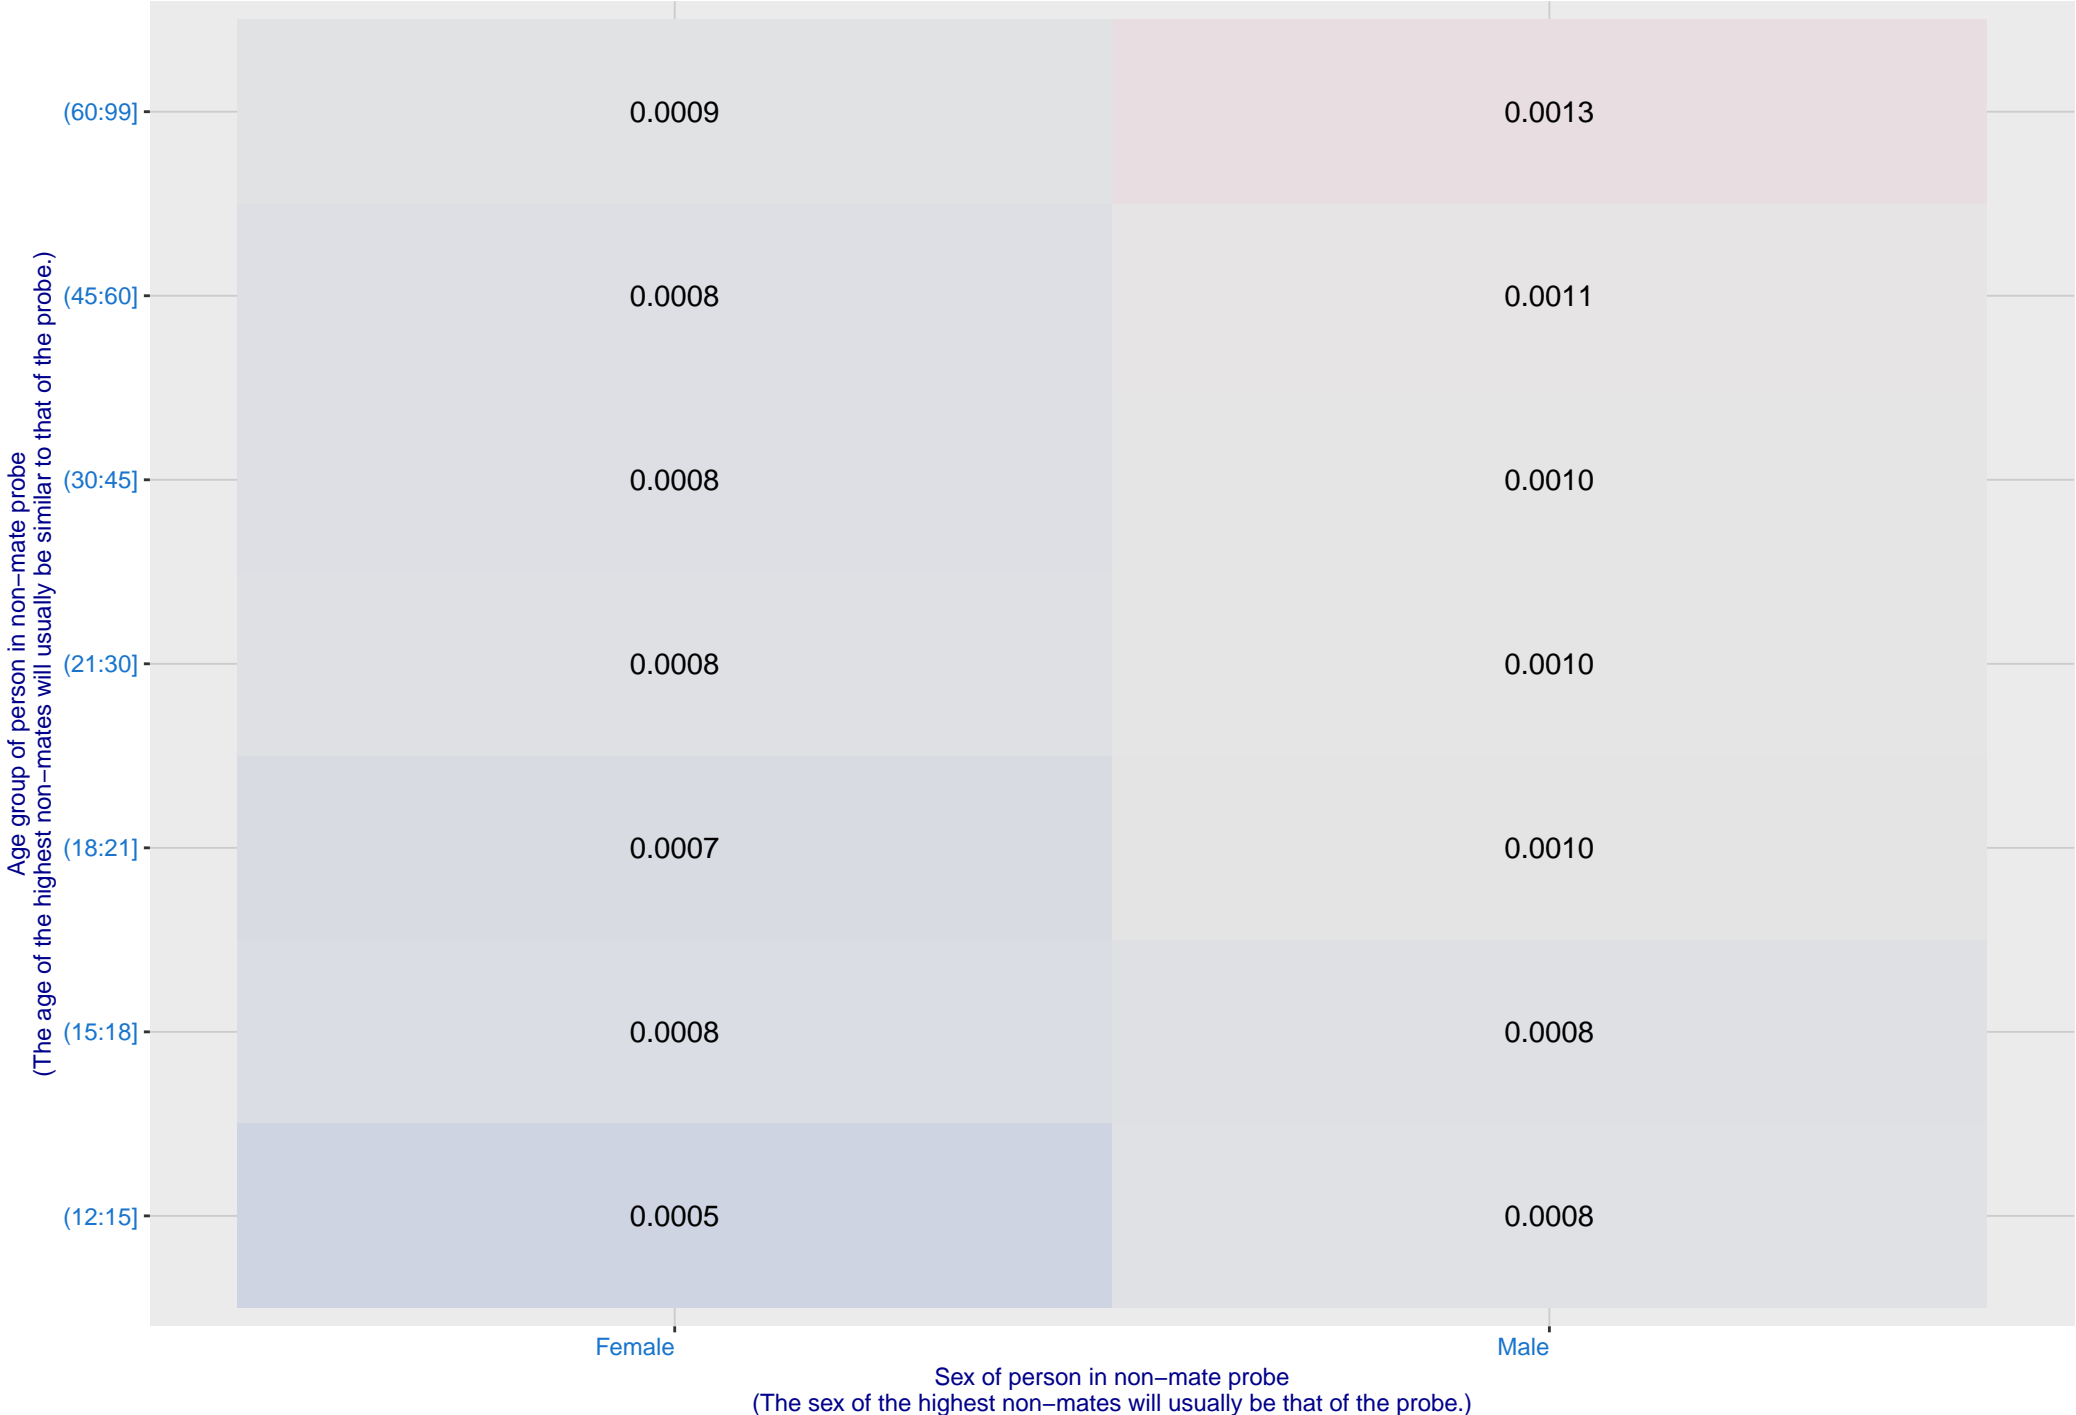 Age group of person in non−mate probe
(The age of the highest non−mates will usually be similar to that of the probe.)
(60:99] 0.0009 0.0013
(45:60] 0.0008 0.0011
(30:45] 0.0008 0.0010
(21:30] 0.0008 0.0010
(18:21] 0.0007 0.0010
(15:18] 0.0008 0.0008
(12:15] 0.0005 0.0008
Female Male
Sex of person in non−mate probe
(The sex of the highest non−mates will usually be that of the probe.)